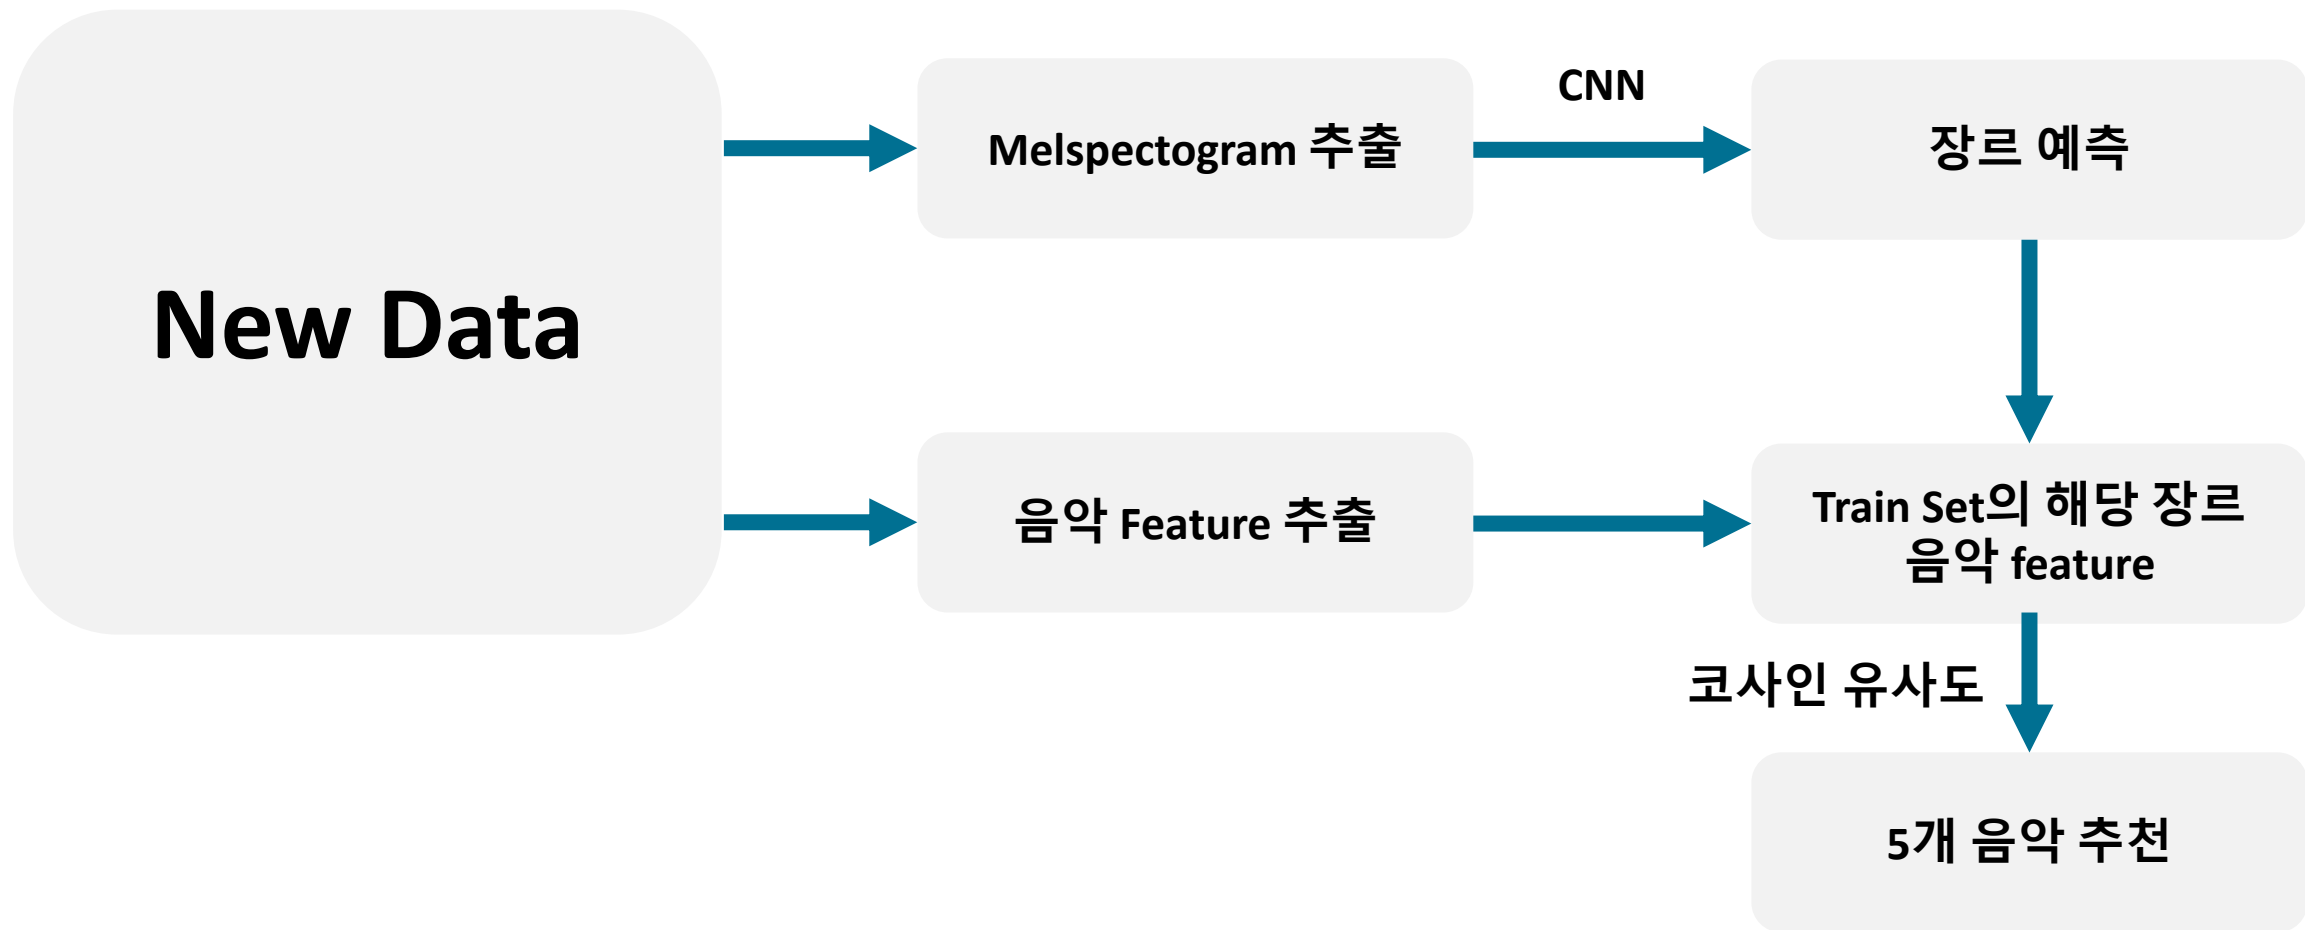 New Data
Melspectogram 추출
CNN
장르 예측
음악 Feature 추출
Train Set의 해당 장르
음악 feature
코사인 유사도
5개 음악 추천